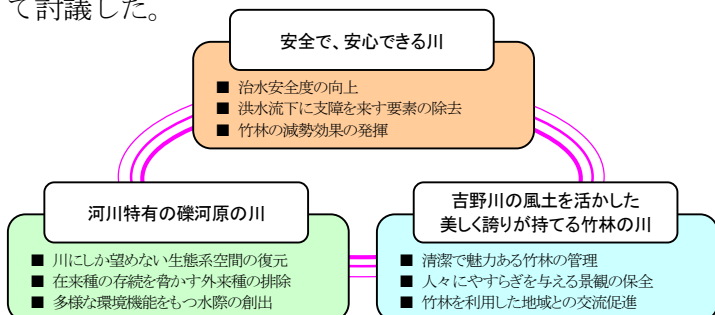 て討議した。
安全で、安心できる川
■ 治水安全度の向上
■ 洪水流下に支障を来す要素の除去
■ 竹林の減勢効果の発揮
河川特有の礫河原の川
■ 川にしか望めない生態系空間の復元
■ 在来種の存続を脅かす外来種の排除
■ 多様な環境機能をもつ水際の創出
吉野川の風土を活かした
美しく誇りが持てる竹林の川
■ 清潔で魅力ある竹林の管理
■ 人々にやすらぎを与える景観の保全
■ 竹林を利用した地域との交流促進